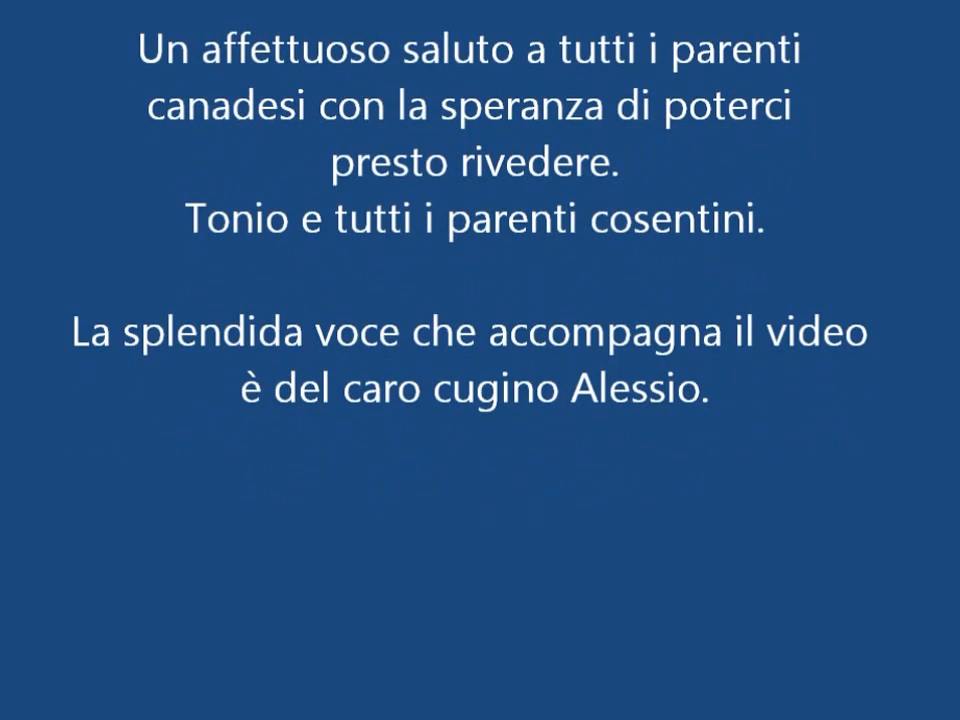 Un affettuoso saluto a tutti i parenti
canadesi con la speranza di poterci
presto rivedere.
Tonio e tutti i parenti cosentini.
La splendida voce che accompagna il video
è del caro cugino Alessio.